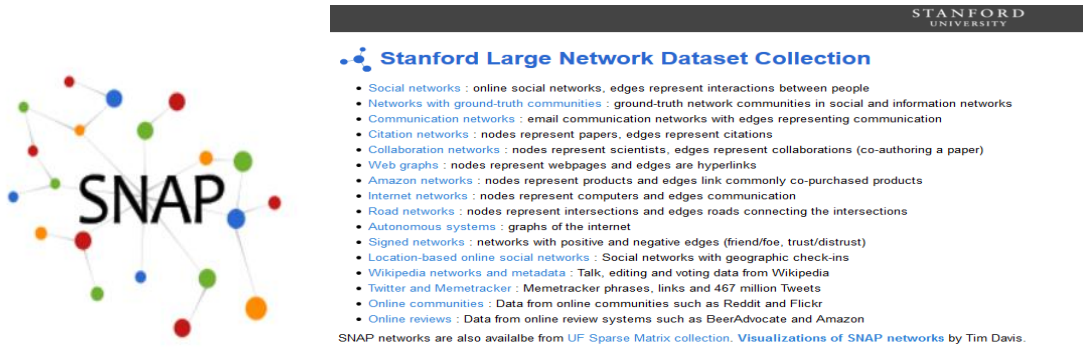 SNAP
STANFORD
UNIVERSITY
Stanford Large Network Dataset Collection
• Social networks : online social networks, edges represent interactions between people
• Networks with ground-truth communities : ground-truth network communities in social and information networks
• Communication networks : email communication networks with edges representing communication
• Citation networks : nodes represent papers, edges represent citations
• Collaboration networks : nodes represent scientists, edges represent collaborations (co-authoring a paper)
• Web graphs : nodes represent webpages and edges are hyperlinks
• Amazon networks : nodes represent products and edges link commonly co-purchased products
• Internet networks : nodes represent computers and edges communication
• Road networks : nodes represent intersections and edges roads connecting the intersections
• Autonomous systems : graphs of the internet
• Signed networks : networks with positive and negative edges (friend/foe, trust/distrust)
• Location-based online social networks : Social networks with geographic check-ins
• Wikipedia networks and metadata : Talk, editing and voting data from Wikipedia
• Twitter and Memetracker : Memetracker phrases, links and 467 million Tweets
• Online communities : Data from online communities such as Reddit and Flickr
• Online reviews : Data from online review systems such as BeerAdvocate and Amazon
SNAP networks are also availalbe from UF Sparse Matrix collection. Visualizations of SNAP networks by Tim Davis.